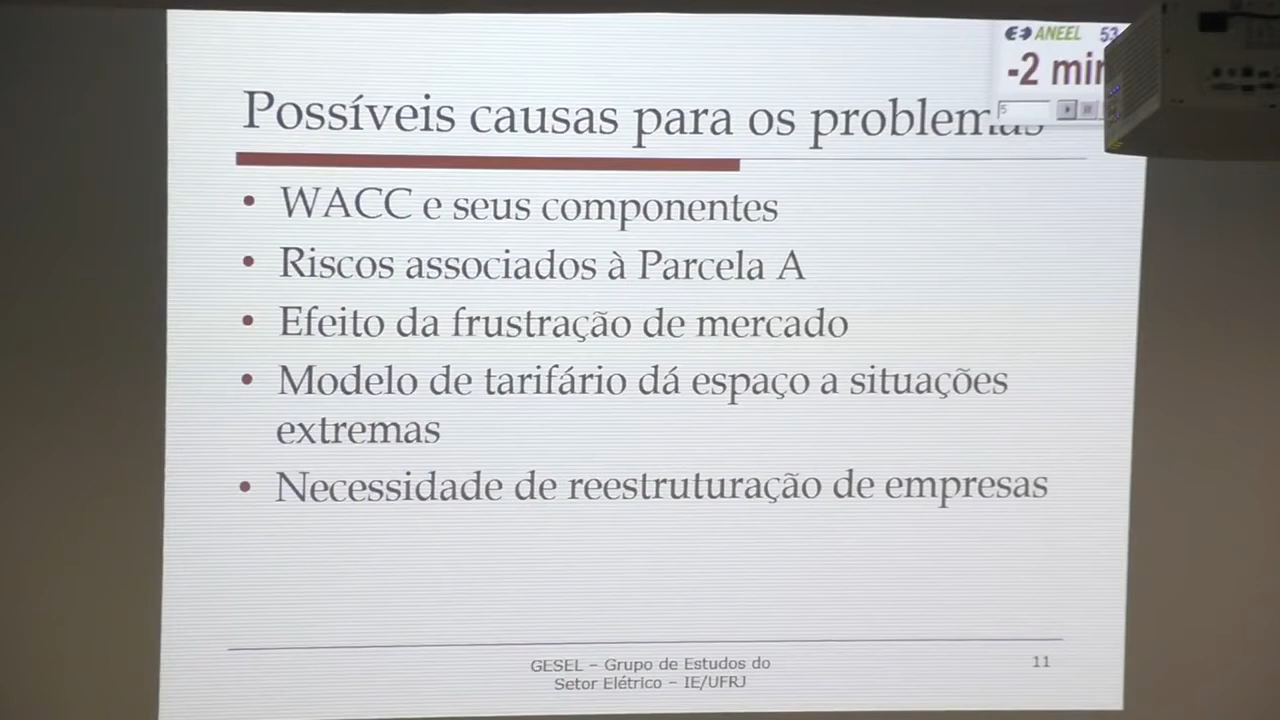 ANEEL 53
-2 min
5
Possíveis causas para os problemas
• WACC e seus componentes
• Riscos associados à Parcela A
• Efeito da frustração de mercado
• Modelo de tarifário dá espaço a situações
extremas
• Necessidade de reestruturação de empresas
GESEL – Grupo de Estudos do
Setor Elétrico – IE/UFRJ
11